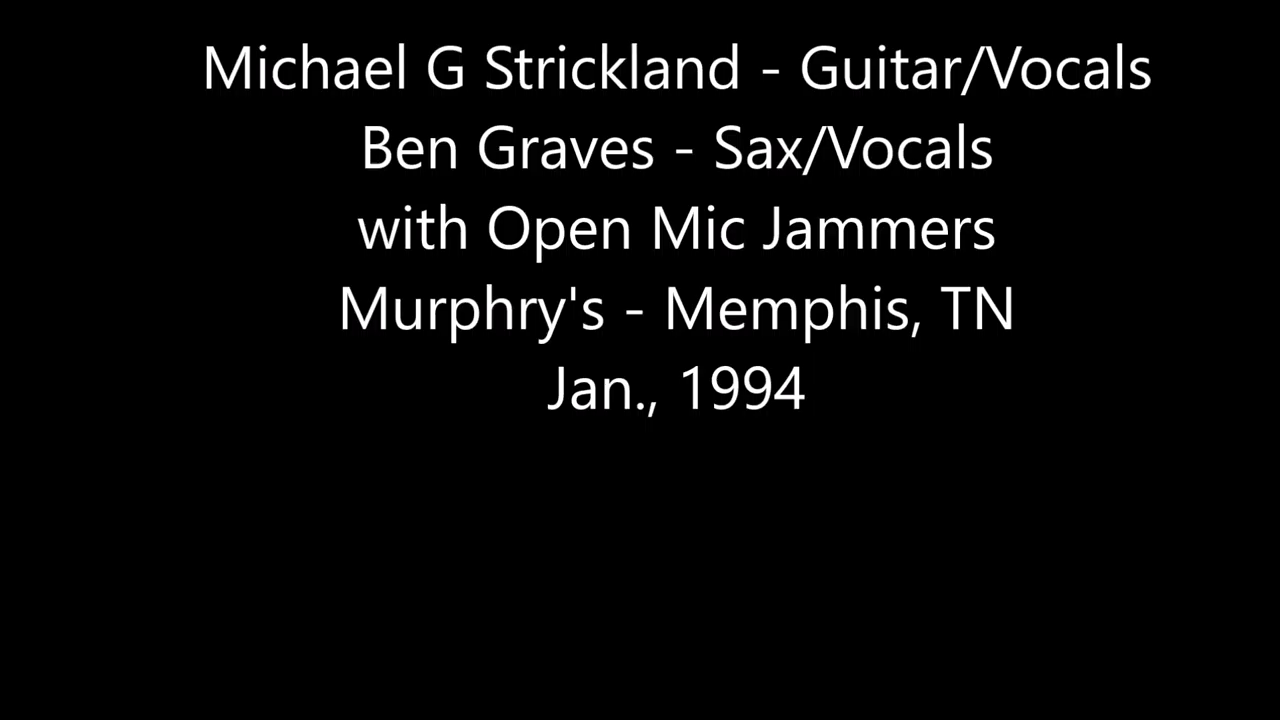 Michael G Strickland - Guitar/Vocals
Ben Graves - Sax/Vocals
with Open Mic Jammers
Murphry's - Memphis, TN
Jan., 1994